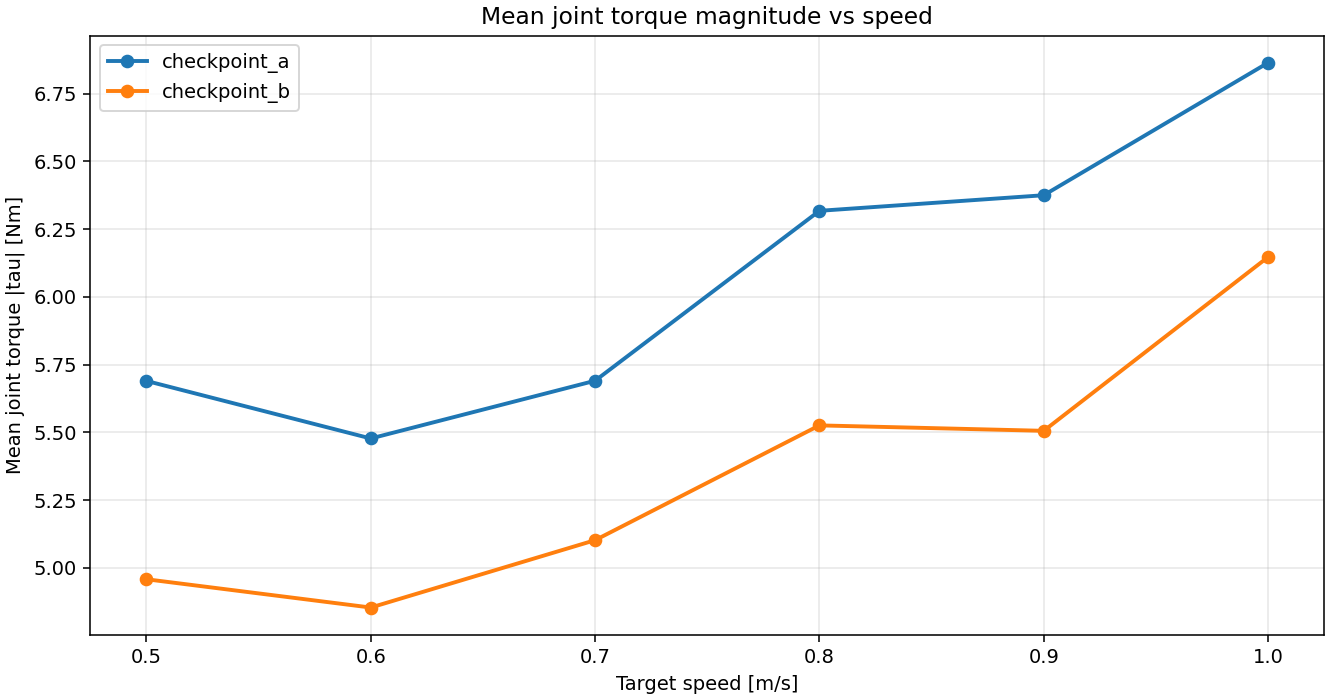 Mean joint torque magnitude vs speed
checkpoint_a
checkpoint_b
Mean joint torque |tau| [Nm]
6.75
6.50
6.25
6.00
5.75
5.50
5.25
5.00
0.5 0.6 0.7 0.8 0.9 1.0
Target speed [m/s]